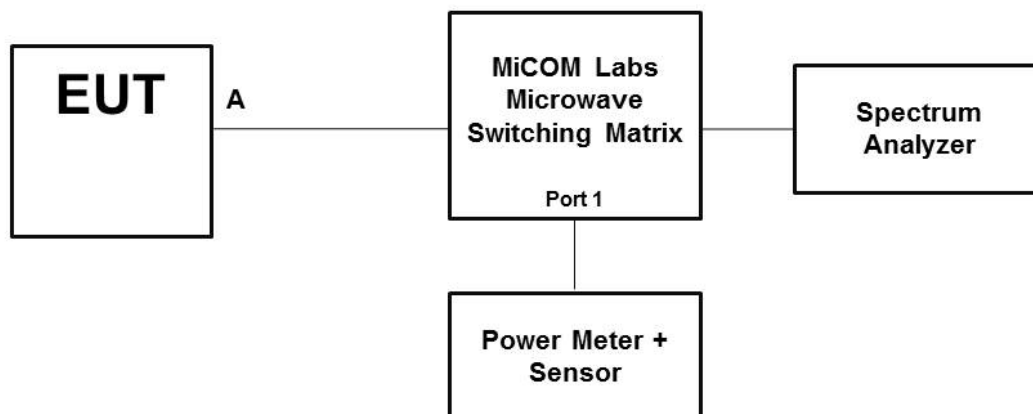 EUT
A
MiCOM Labs
Microwave
Switching Matrix
Port 1
Spectrum
Analyzer
Power Meter +
Sensor